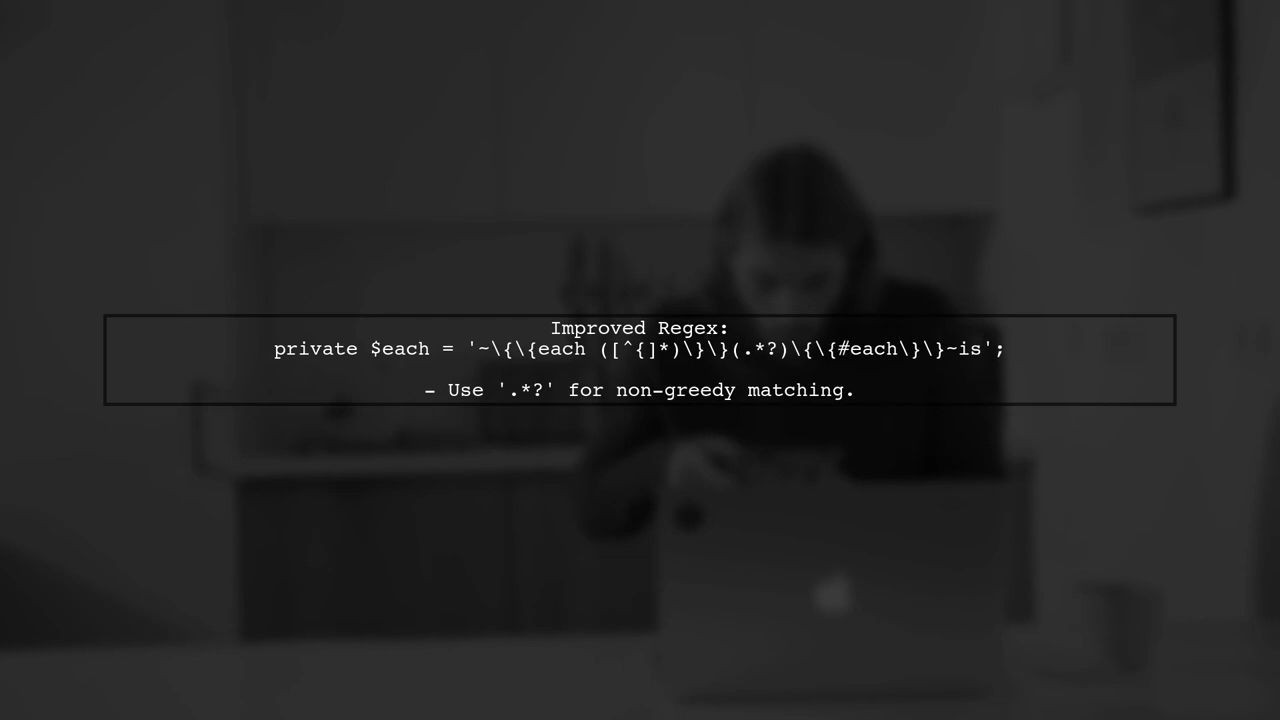 Improved Regex:
private $each = '~\{\{each ([^{]*)\}\}(.*?)\{\{#each\}\}~is';
- Use '.*?' for non-greedy matching.